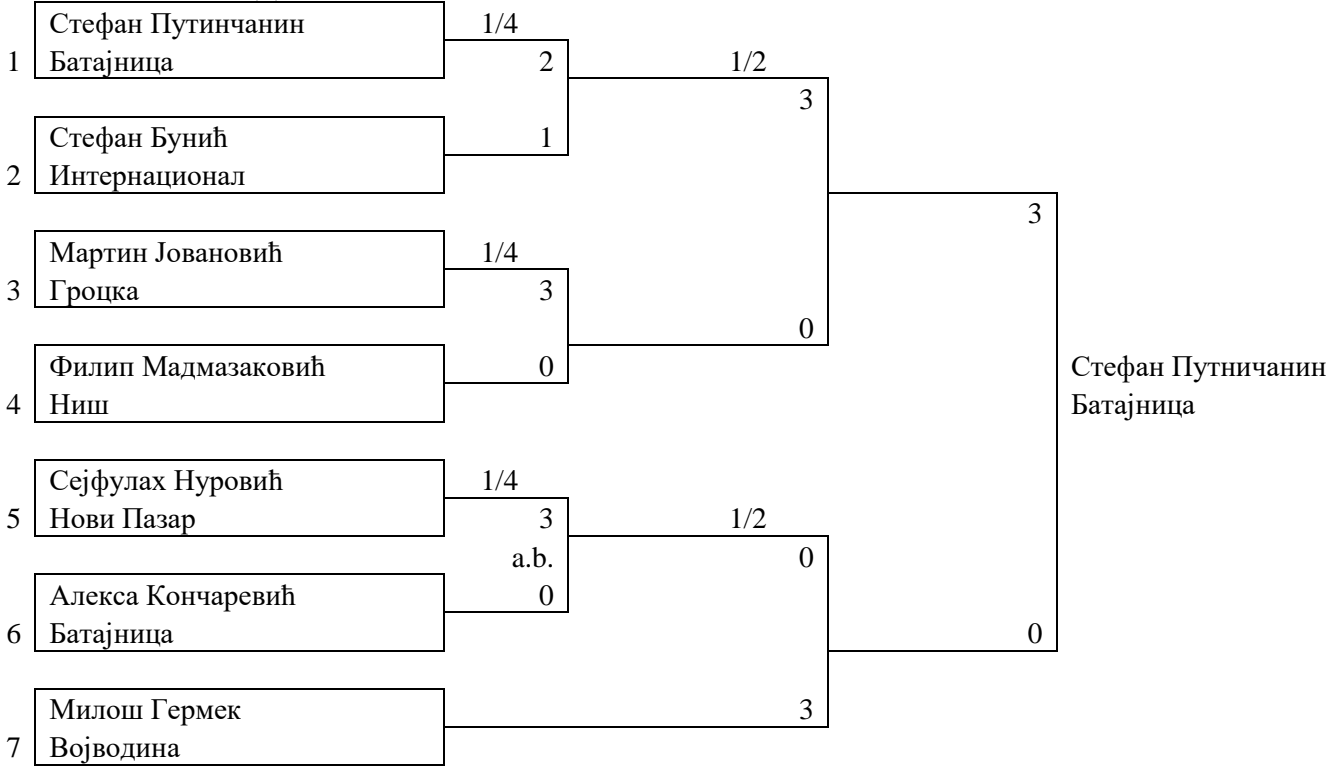 Стефан Путинчанин 1/4
1 Батајница 2 1/2
3
Стефан Бунић 1
2 Интернационал
3
Мартин Јовановић 1/4
3 Гроцка 3
0
Филип Мадмазаковић 0 Стефан Путничанин
4 Ниш Батајница
Сејфулах Нуровић 1/4
5 Нови Пазар 3 1/2
a.b. 0
Алекса Кончаревић 0
6 Батајница 0
Милош Гермек 3
7 Војводина